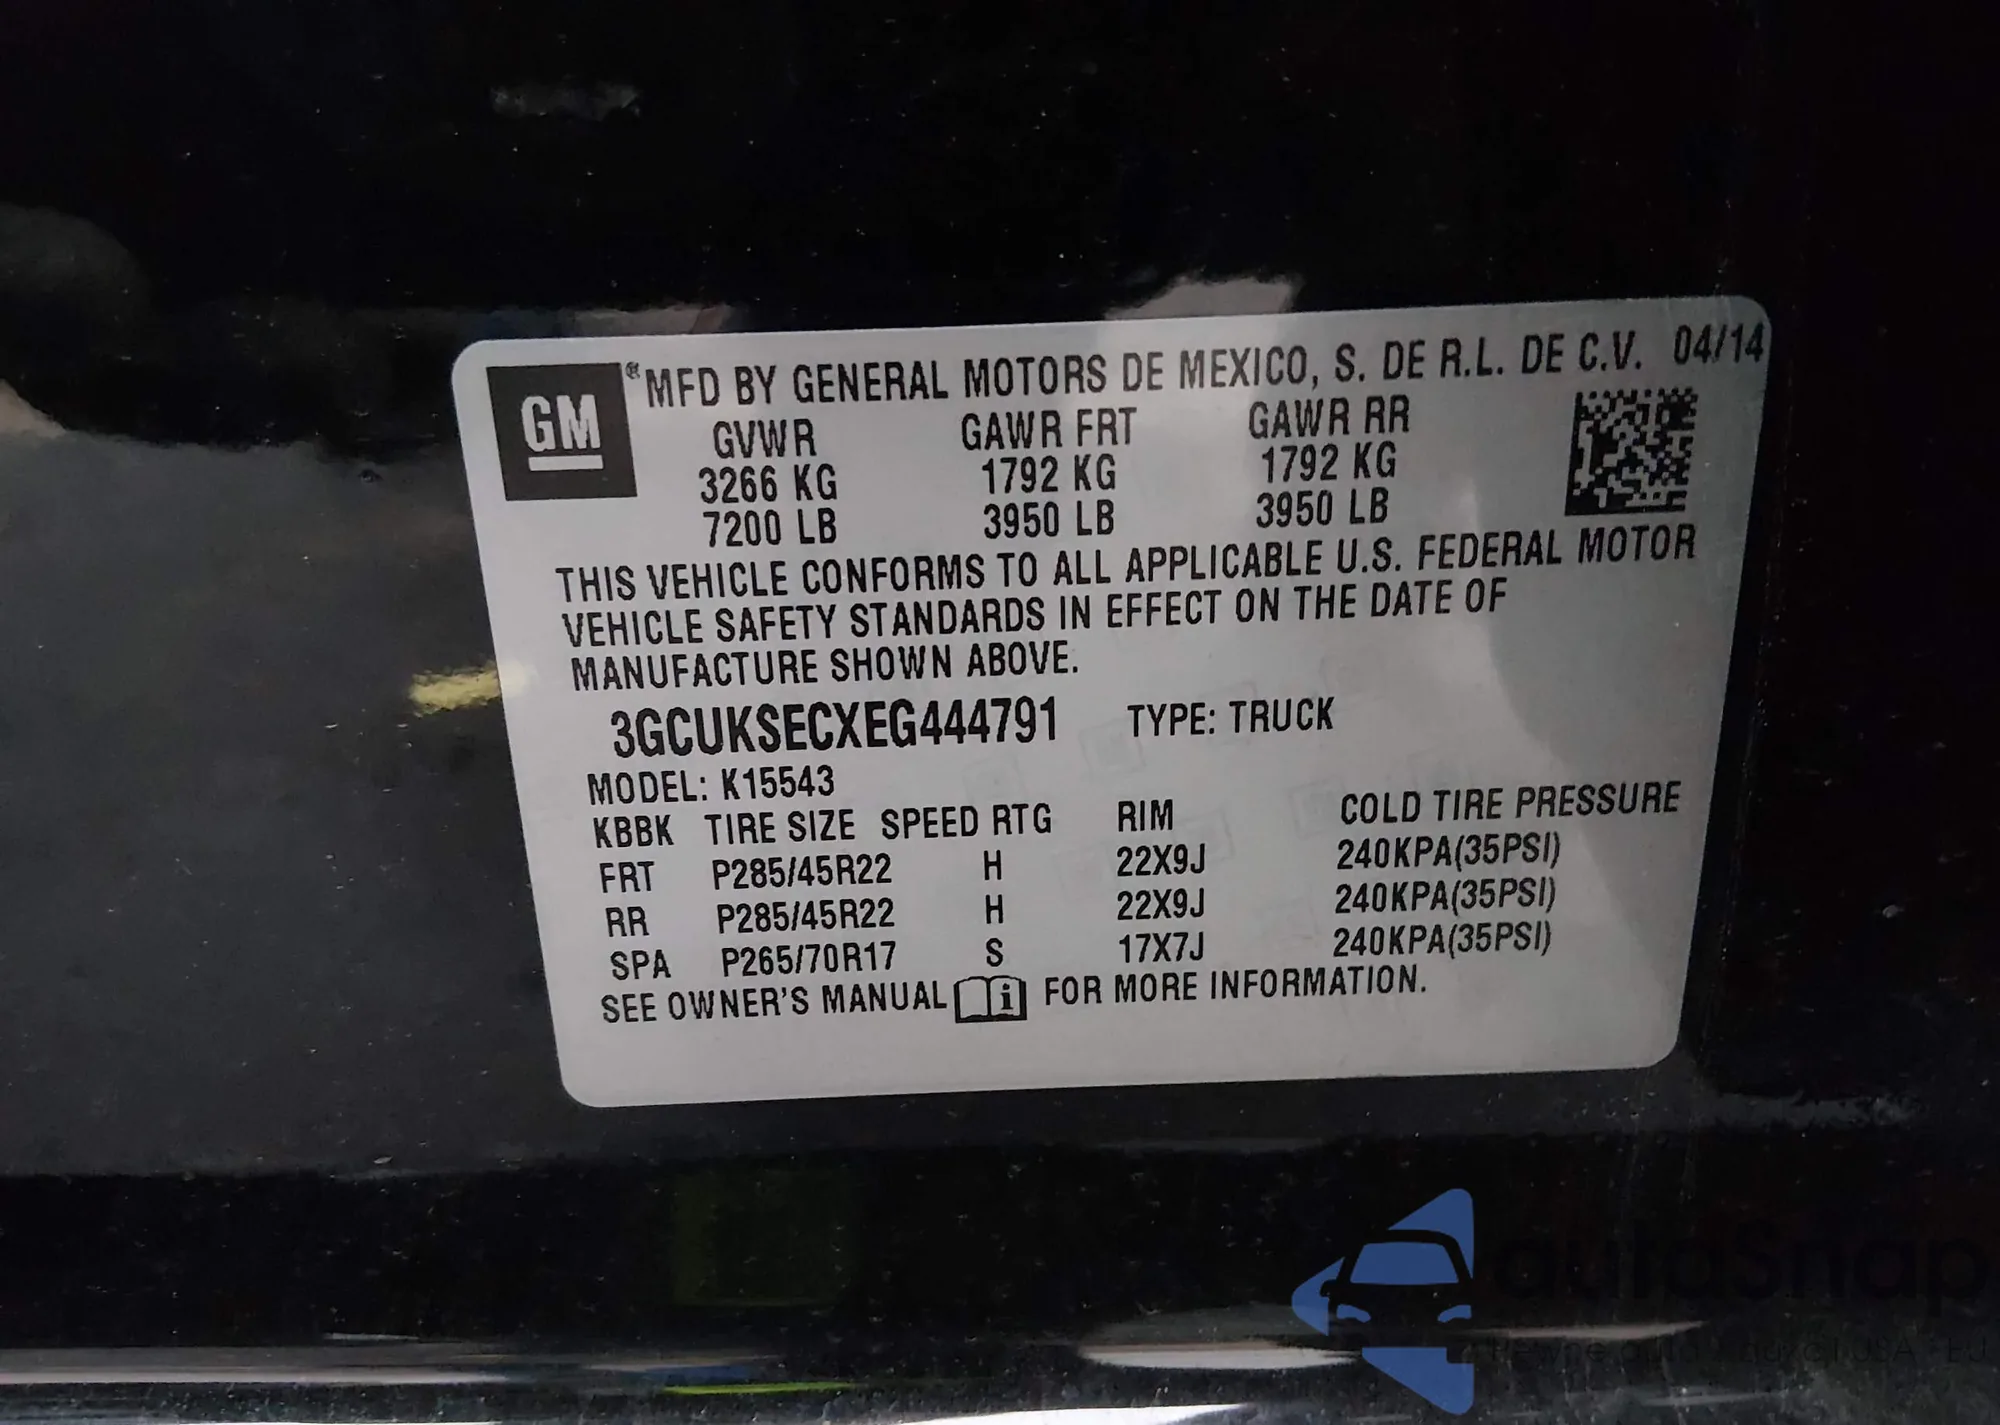 GM ® MFD BY GENERAL MOTORS DE MEXICO, S. DE R.L. DE C.V. 04/14
GVWR GAWR FRT GAWR RR
3266 KG 1792 KG 1792 KG
7200 LB 3950 LB 3950 LB
THIS VEHICLE CONFORMS TO ALL APPLICABLE U.S. FEDERAL MOTOR
VEHICLE SAFETY STANDARDS IN EFFECT ON THE DATE OF
MANUFACTURE SHOWN ABOVE.
3GCUKSECXEG444791 TYPE: TRUCK
MODEL: K15543
KBBK TIRE SIZE SPEED RTG RIM COLD TIRE PRESSURE
FRT P285/45R22 H 22X9J 240KPA(35PSI)
RR P285/45R22 H 22X9J 240KPA(35PSI)
SPA P265/70R17 S 17X7J 240KPA(35PSI)
SEE OWNER'S MANUAL i FOR MORE INFORMATION.
autosnap